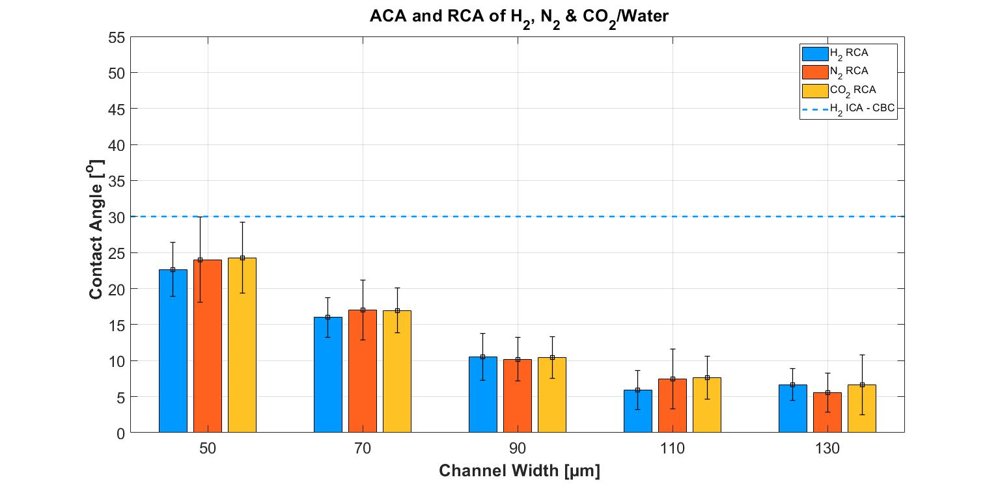 ACA and RCA of H₂, N₂ & CO₂/Water
55
50
45
40
35
30
25
20
15
10
5
0
Contact Angle [º]
H₂ RCA
N₂ RCA
CO₂ RCA
H₂ ICA - CBC
50 70 90 110 130
Channel Width [µm]